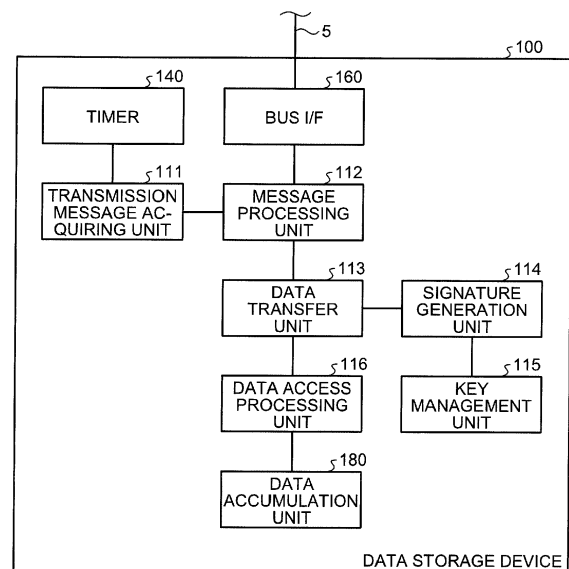 5
100
140
160
TIMER
BUS I/F
111
112
TRANSMISSION
MESSAGE AC-
QUIRING UNIT
MESSAGE
PROCESSING
UNIT
113
114
DATA
TRANSFER
UNIT
SIGNATURE
GENERATION
UNIT
116
115
DATA ACCESS
PROCESSING
UNIT
KEY
MANAGEMENT
UNIT
180
DATA
ACCUMULATION
UNIT
DATA STORAGE DEVICE